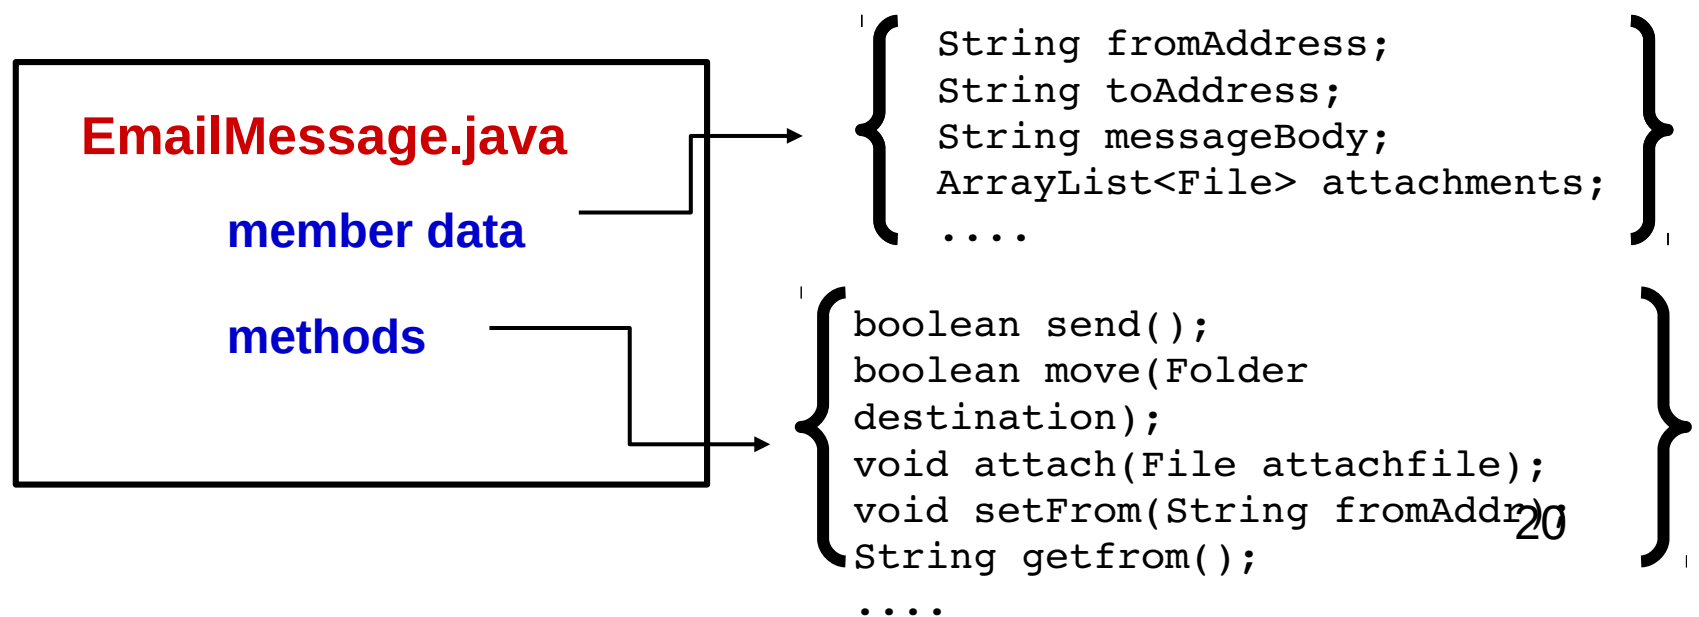 EmailMessage.java
member data
methods
String fromAddress;
String toAddress;
String messageBody;
ArrayList<File> attachments;
....
boolean send();
boolean move(Folder
destination);
void attach(File attachfile);
void setFrom(String fromAddr);
20
String getfrom();
....